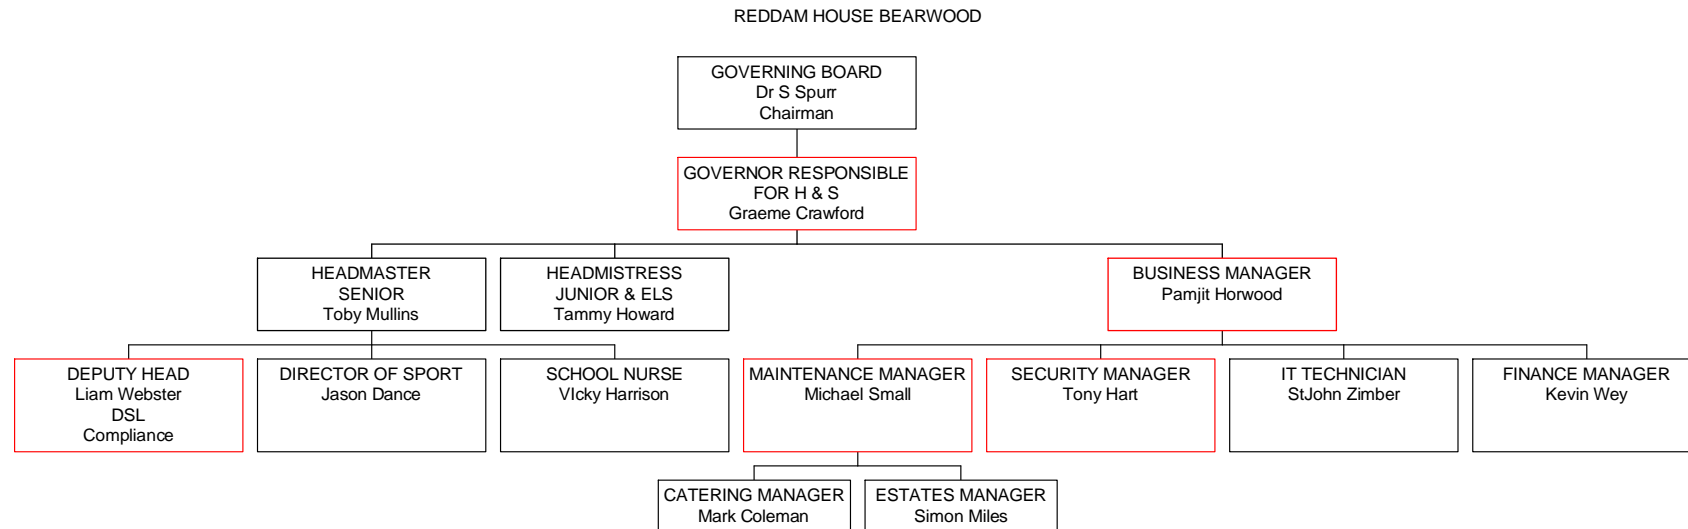 REDDAM HOUSE BEARWOOD
GOVERNING BOARD
Dr S Spurr
Chairman
GOVERNOR RESPONSIBLE
FOR H & S
Graeme Crawford
HEADMASTER
SENIOR
Toby Mullins
HEADMISTRESS
JUNIOR & ELS
Tammy Howard
BUSINESS MANAGER
Pamjit Horwood
DEPUTY HEAD
Liam Webster
DSL
Compliance
DIRECTOR OF SPORT
Jason Dance
SCHOOL NURSE
VIcky Harrison
MAINTENANCE MANAGER
Michael Small
SECURITY MANAGER
Tony Hart
IT TECHNICIAN
StJohn Zimber
FINANCE MANAGER
Kevin Wey
CATERING MANAGER
Mark Coleman
ESTATES MANAGER
Simon Miles